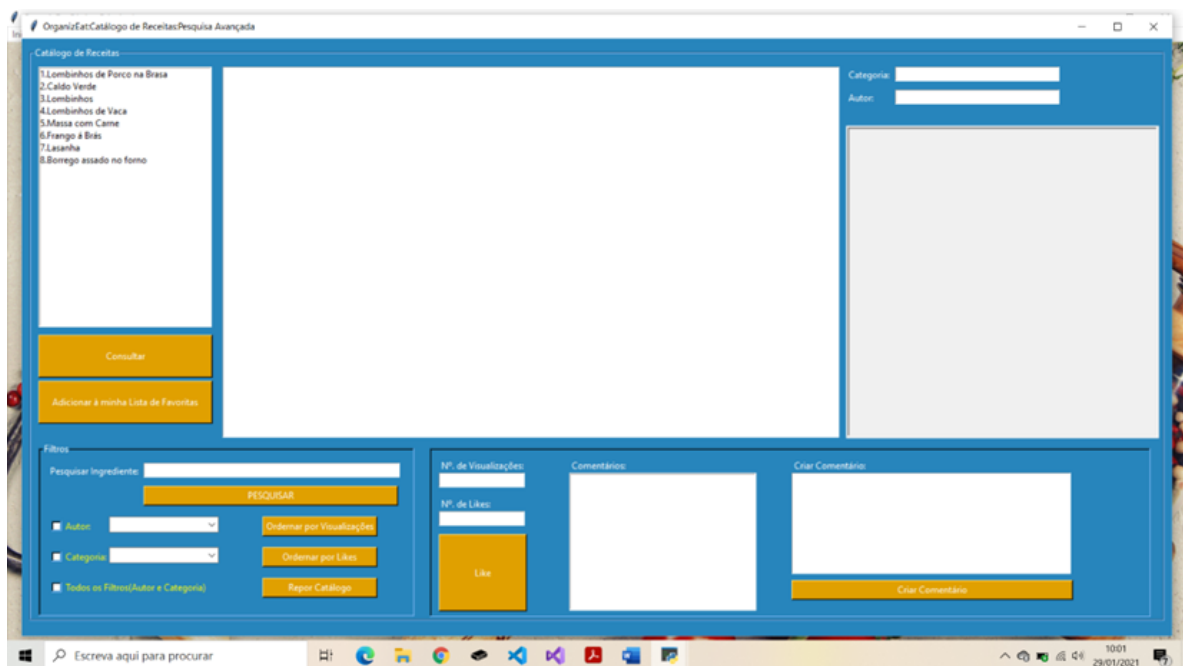 OrganizEat:Catálogo de Receitas:Pesquisa Avançada
Catálogo de Receitas
1.Lombinhos de Porco na Brasa
2.Caldo Verde
3.Lombinhos
4.Lombinhos de Vaca
5.Massa com Carne
6.Frango á Brás
7.Lasanha
8.Borrego assado no forno
Categoria:
Autor:
Consultar
Adicionar à minha Lista de Favoritas
Filtros
Pesquisar Ingrediente:
PESQUISAR
Autor:
Ordernar por Visualizações
Categoria:
Ordernar por Likes
Todos os Filtros(Autor e Categoria)
Repor Catálogo
Nº. de Visualizações:
Nº. de Likes:
Like
Comentários:
Criar Comentário:
Criar Comentário
Escreva aqui para procurar
10:01
29/01/2021